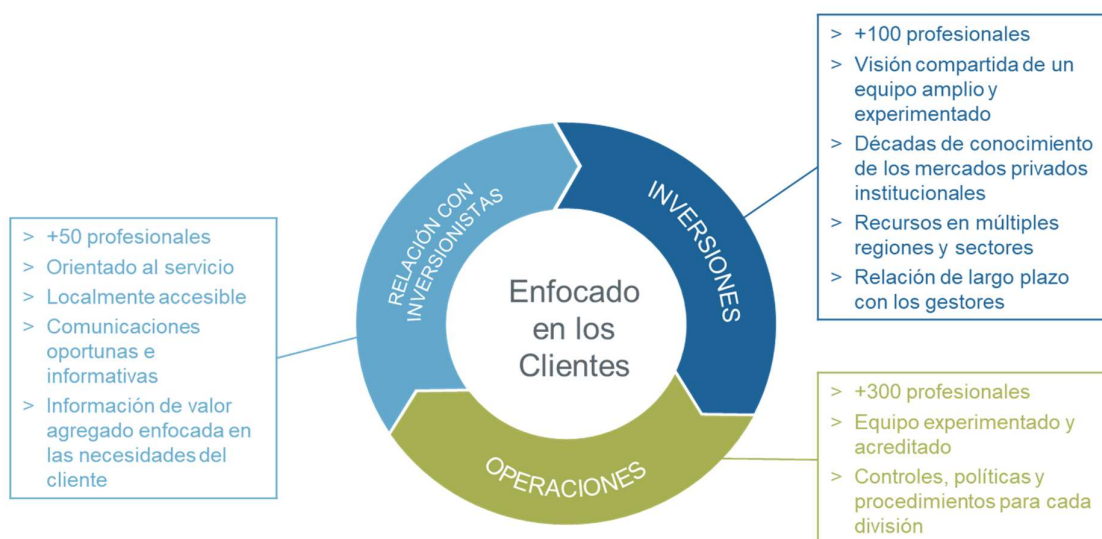 > +100 profesionales
> Visión compartida de un
equipo amplio y
experimentado
> Décadas de conocimiento
de los mercados privados
institucionales
> Recursos en múltiples
regiones y sectores
> Relación de largo plazo
con los gestores
RELACIÓN CON
INVERSIONISTAS
INVERSIONES
Enfocado
en los
Clientes
OPERACIONES
> +50 profesionales
> Orientado al servicio
> Localmente accesible
> Comunicaciones
oportunas e
informativas
> Información de valor
agregado enfocada en
las necesidades del
cliente
> +300 profesionales
> Equipo experimentado y
acreditado
> Controles, políticas y
procedimientos para cada
división